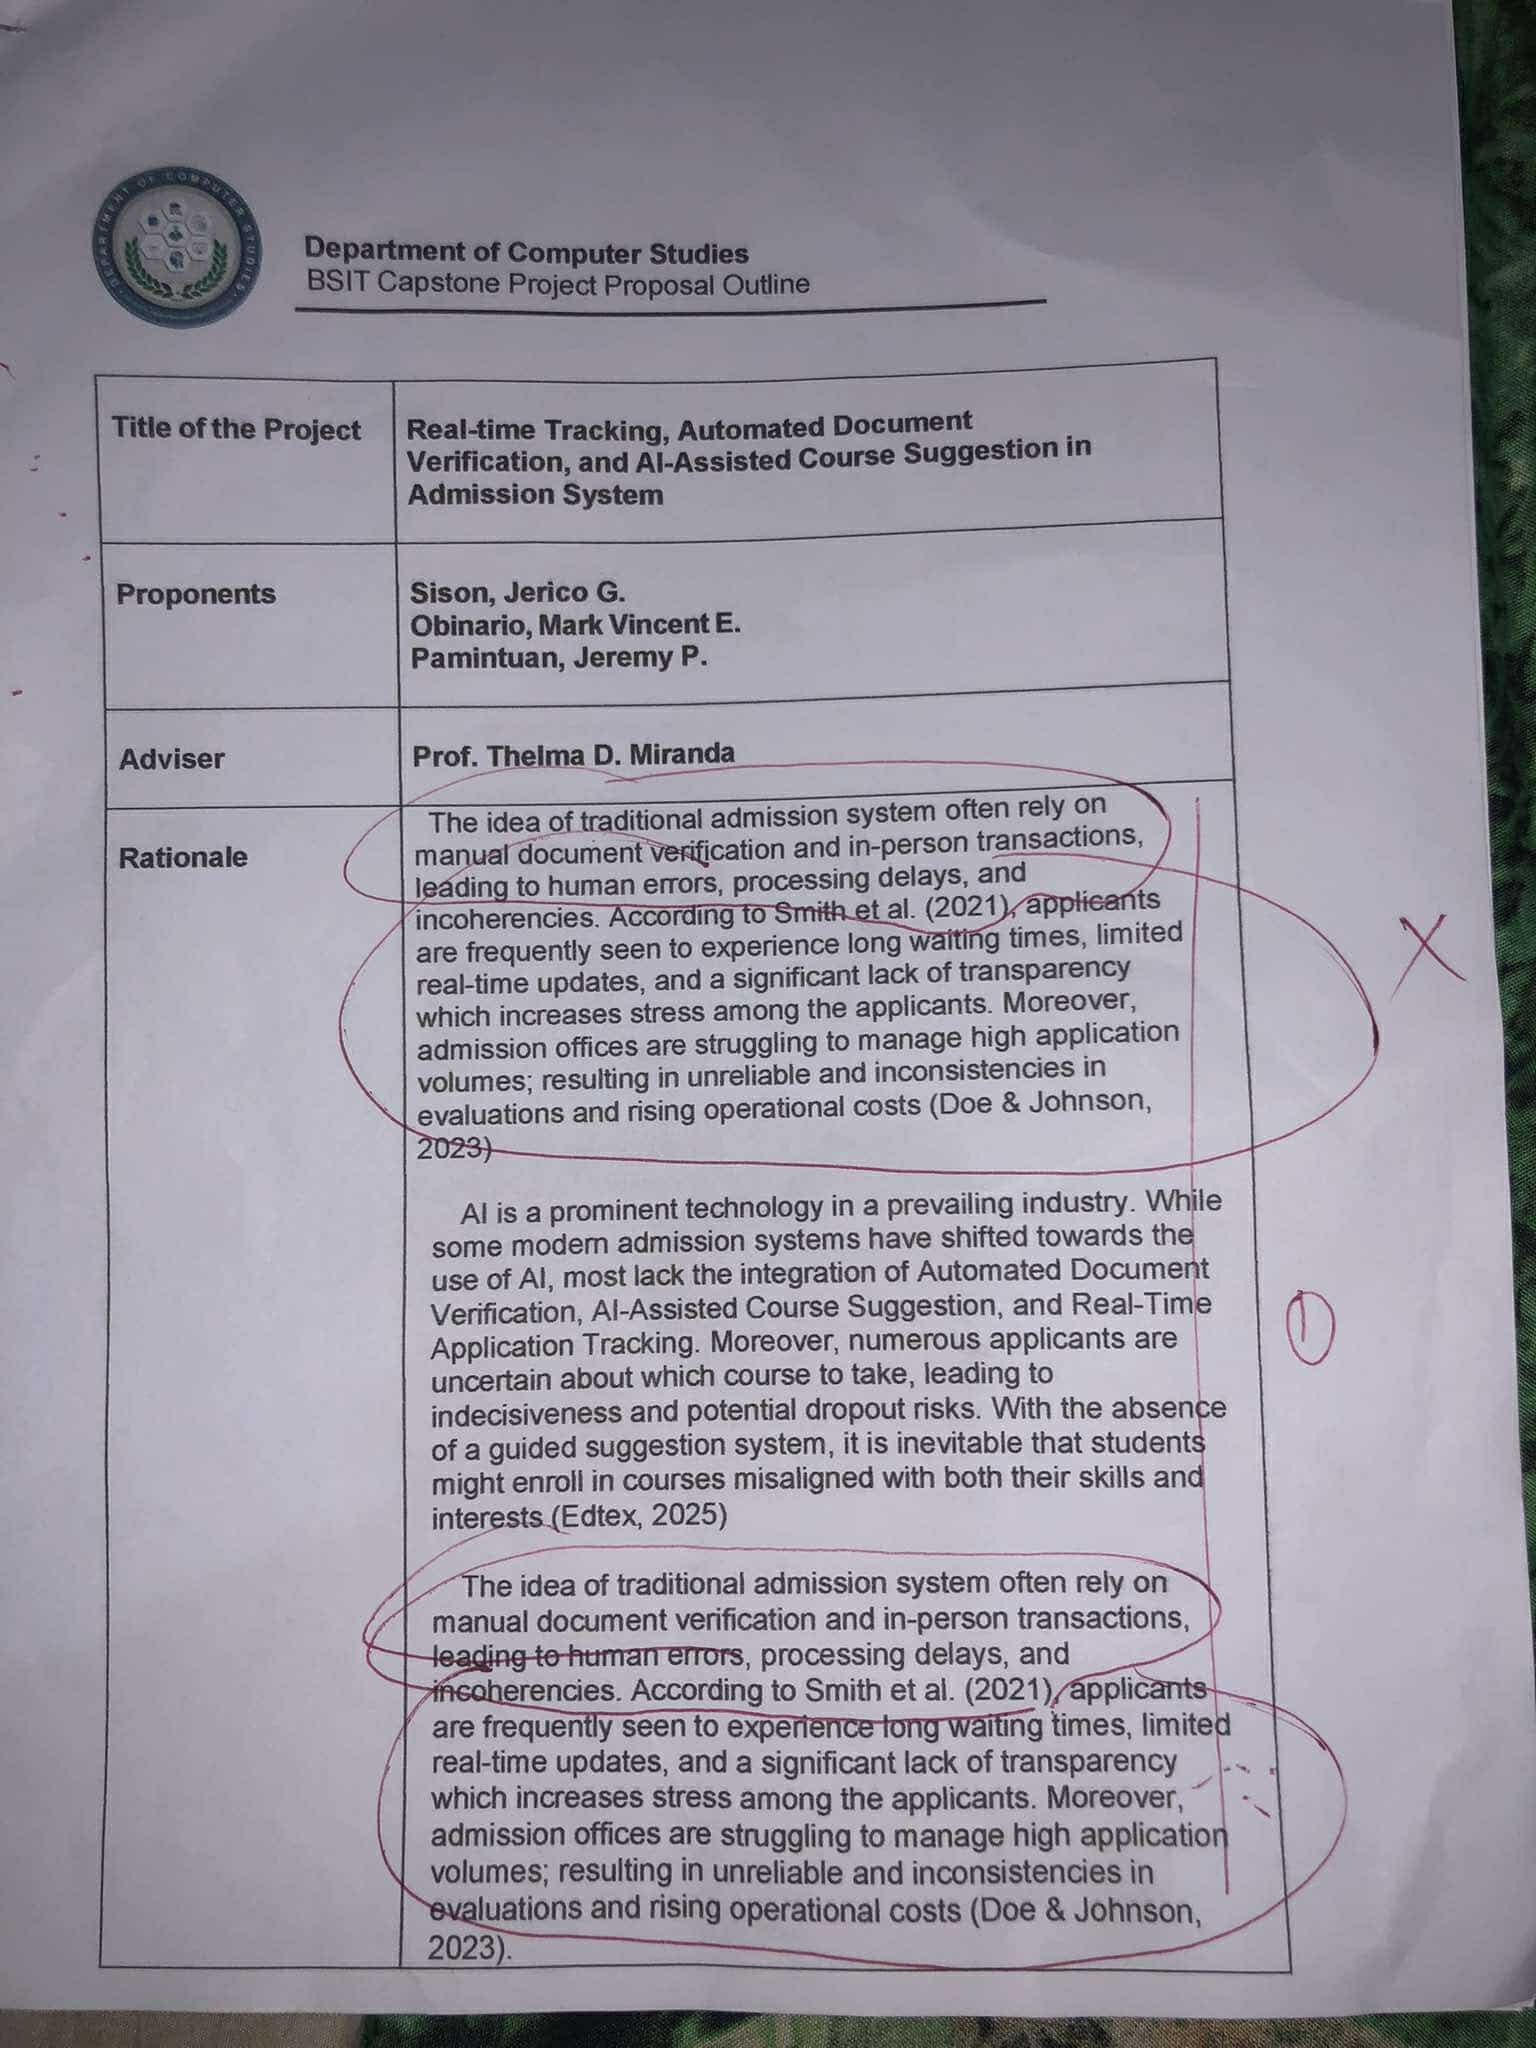 DEPARTMENT OF COMPUTER STUDIES
Department of Computer Studies
BSIT Capstone Project Proposal Outline
Title of the Project
Real-time Tracking, Automated Document
Verification, and AI-Assisted Course Suggestion in
Admission System
Proponents
Sison, Jerico G.
Obinario, Mark Vincent E.
Pamintuan, Jeremy P.
Adviser
Prof. Thelma D. Miranda
Rationale
The idea of traditional admission system often rely on
manual document verification and in-person transactions,
leading to human errors, processing delays, and
incoherencies. According to Smith et al. (2021), applicants
are frequently seen to experience long waiting times, limited
real-time updates, and a significant lack of transparency
which increases stress among the applicants. Moreover,
admission offices are struggling to manage high application
volumes; resulting in unreliable and inconsistencies in
evaluations and rising operational costs (Doe & Johnson,
2023)
X
AI is a prominent technology in a prevailing industry. While
some modern admission systems have shifted towards the
use of AI, most lack the integration of Automated Document
Verification, AI-Assisted Course Suggestion, and Real-Time
Application Tracking. Moreover, numerous applicants are
uncertain about which course to take, leading to
indecisiveness and potential dropout risks. With the absence
of a guided suggestion system, it is inevitable that students
might enroll in courses misaligned with both their skills and
interests (Edtex, 2025)
1
The idea of traditional admission system often rely on
manual document verification and in-person transactions,
leading to human errors, processing delays, and
incoherencies. According to Smith et al. (2021), applicants
are frequently seen to experience long waiting times, limited
real-time updates, and a significant lack of transparency
which increases stress among the applicants. Moreover,
admission offices are struggling to manage high application
volumes; resulting in unreliable and inconsistencies in
evaluations and rising operational costs (Doe & Johnson,
2023).